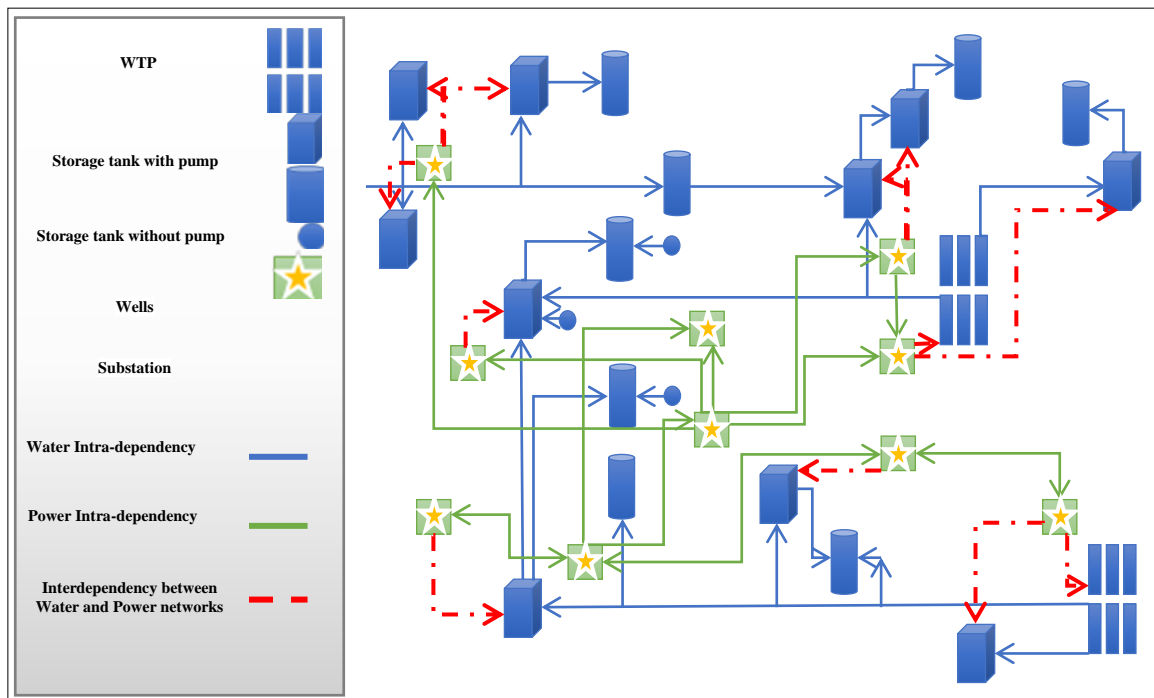 WTP
Storage tank with pump
Storage tank without pump
Wells
Substation
Water Intra-dependency
Power Intra-dependency
Interdependency between
Water and Power networks